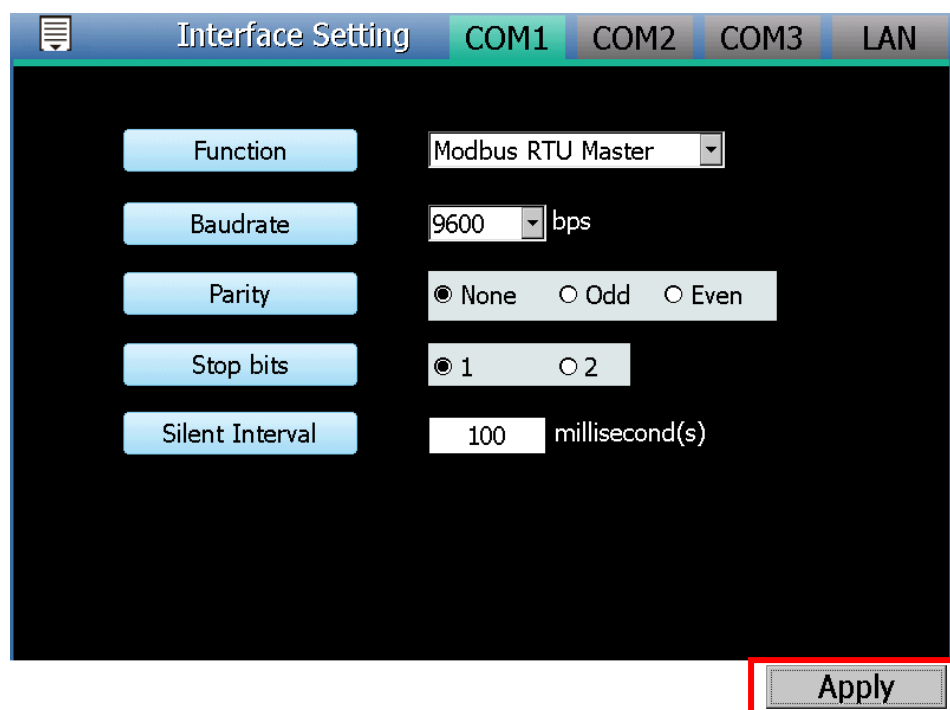 Interface Setting COM1 COM2 COM3 LAN
Function Modbus RTU Master
Baudrate 9600 bps
Parity None Odd Even
Stop bits 1 2
Silent Interval 100 millisecond(s)
Apply